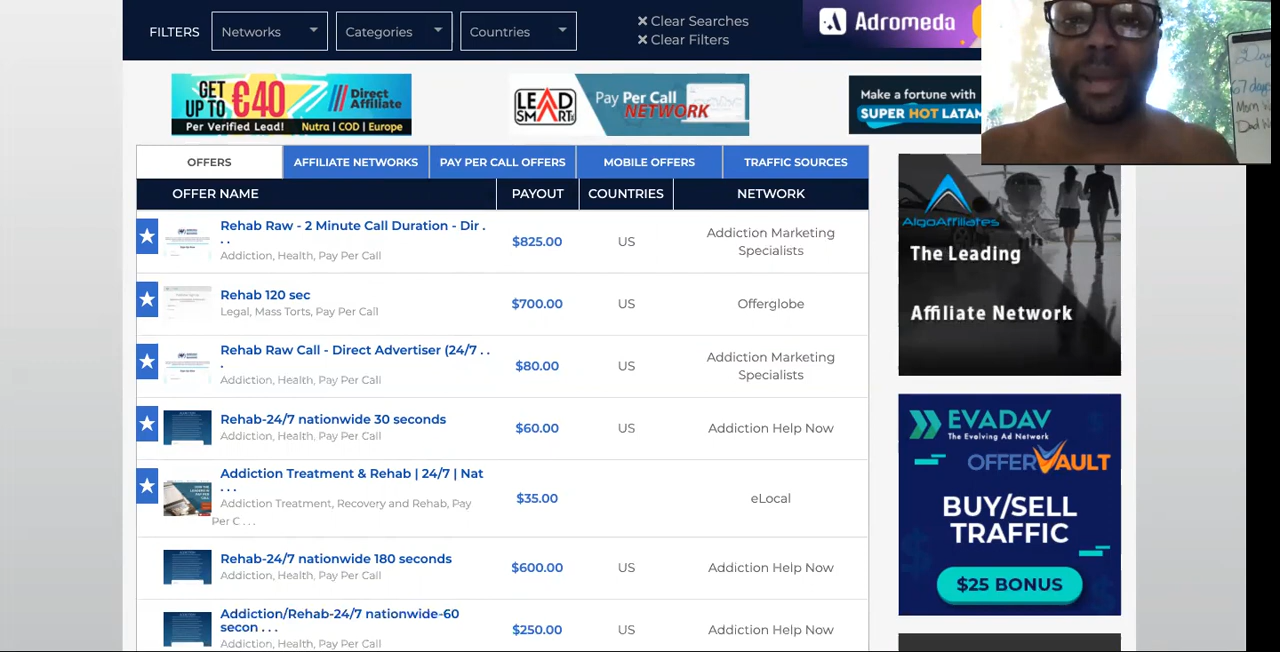 FILTERS
Networks
Categories
Countries
Clear Searches
Clear Filters
Adromeda
GET
UP TO €40
Direct
Affiliate
Per Verified Lead! Nutra | COD | Europe
LEAD
SMART
Pay Per Call
NETWORK
Make a fortune with
SUPER HOT LATAM
67 days
OFFERS
AFFILIATE NETWORKS
PAY PER CALL OFFERS
MOBILE OFFERS
TRAFFIC SOURCES
OFFER NAME
PAYOUT
COUNTRIES
NETWORK
Rehab Raw - 2 Minute Call Duration - Dir .
. .
Addiction, Health, Pay Per Call
$825.00
US
Addiction Marketing
Specialists
Rehab 120 sec
Legal, Mass Torts, Pay Per Call
$700.00
US
Offerglobe
Rehab Raw Call - Direct Advertiser (24/7 . .
.
Addiction, Health, Pay Per Call
$80.00
US
Addiction Marketing
Specialists
Rehab-24/7 nationwide 30 seconds
Addiction, Health, Pay Per Call
$60.00
US
Addiction Help Now
Addiction Treatment & Rehab | 24/7 | Nat
. . .
Addiction Treatment, Recovery and Rehab, Pay
Per C . . .
$35.00
eLocal
Rehab-24/7 nationwide 180 seconds
Addiction, Health, Pay Per Call
$600.00
US
Addiction Help Now
Addiction/Rehab-24/7 nationwide-60
secon . . .
Addiction, Health, Pay Per Call
$250.00
US
Addiction Help Now
AlgoAffiliates
The Leading
Affiliate Network
EVADAV
The Evolving Ad Network
OFFERVAULT
BUY/SELL
TRAFFIC
$25 BONUS